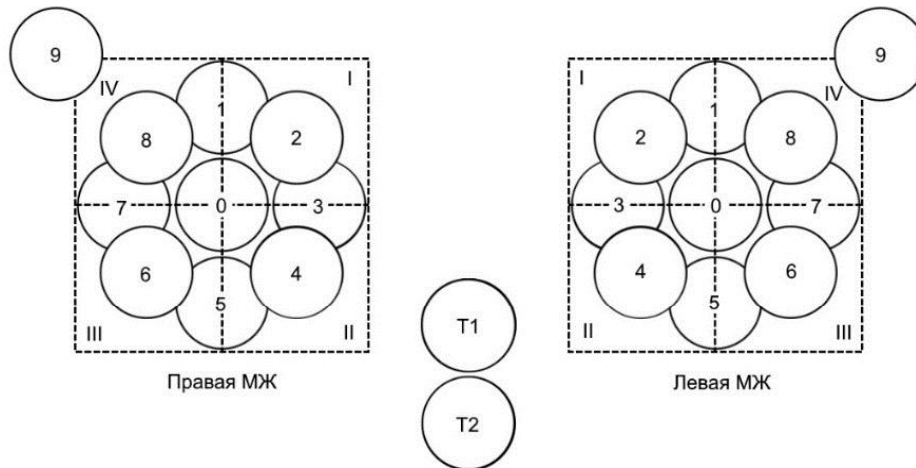 9 9
IV I I IV
1 1
8 2 2 8
7 0 3 3 0 7
6 4 4 6
5 5
III II II III
T1
Правая МЖ Левая МЖ
T2